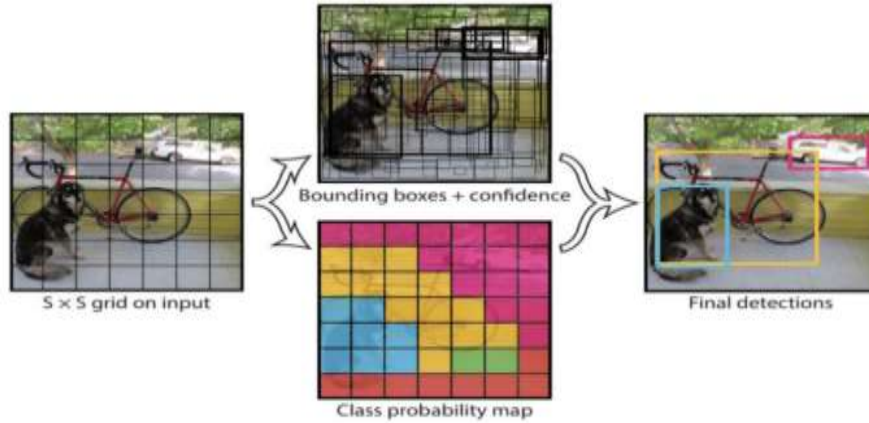 Bounding boxes + confidence
S × S grid on input
Final detections
Class probability map